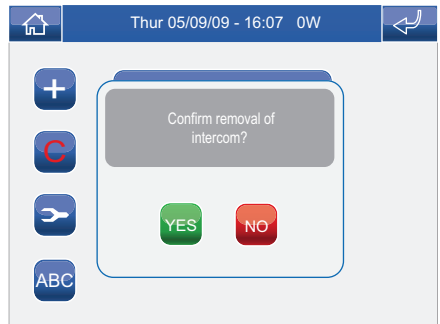 Thur 05/09/09 - 16:07 0W
+
C
Confirm removal of
intercom?
YES NO
ABC